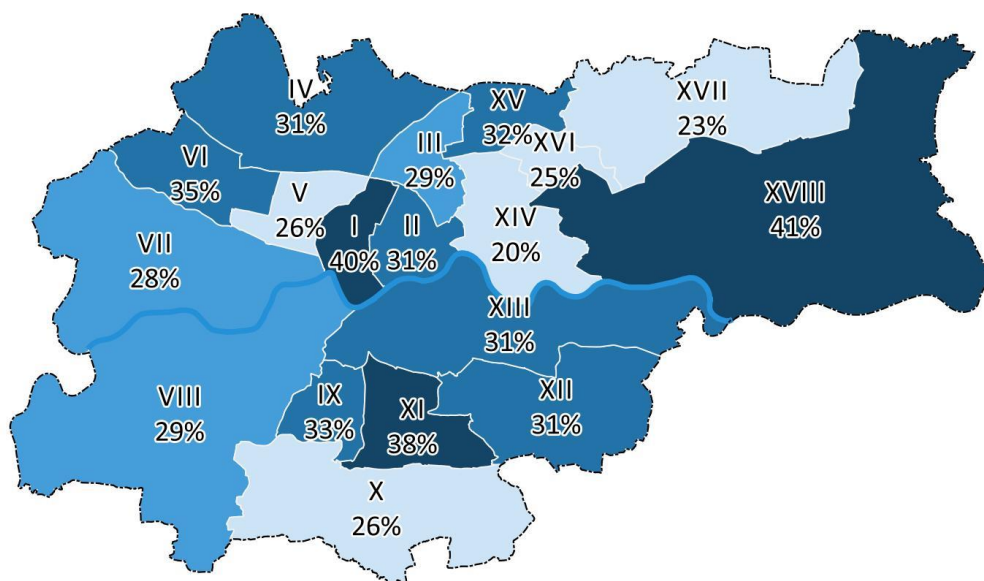 IV
31%
XV
32%
XVII
23%
III
29%
XVI
25%
VI
35%
V
26%
I
40%
II
31%
XIV
20%
XVIII
41%
VII
28%
XIII
31%
VIII
29%
IX
33%
XI
38%
XII
31%
X
26%